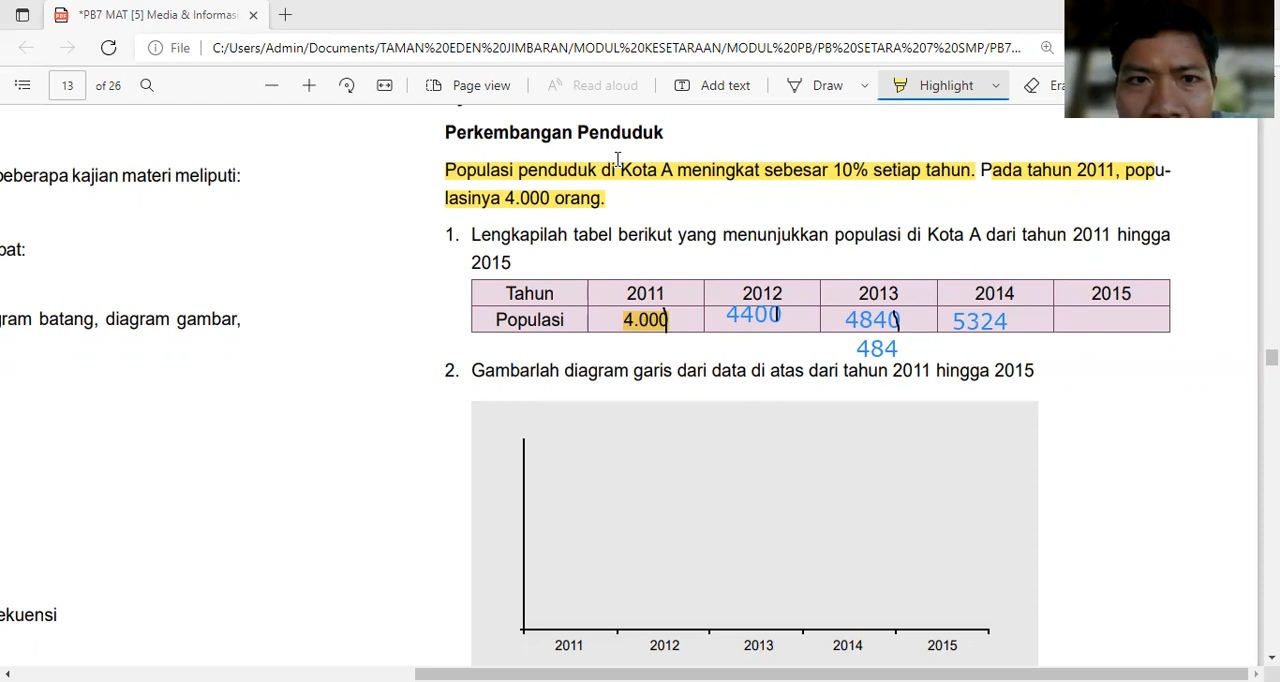 *PB7 MAT [5] Media & Informas
File C:/Users/Admin/Documents/TAMAN%20EDEN%20JIMBARAN/MODUL%20KESETARAAN/MODUL%20PB/PB%20SETARA%207%20SMP/PB7...
13 of 26 Page view Read aloud Add text Draw Highlight Era
beberapa kajian materi meliputi:
pat:
gram batang, diagram gambar,
ekuensi
Perkembangan Penduduk
Populasi penduduk di Kota A meningkat sebesar 10% setiap tahun. Pada tahun 2011, popu-
lasinya 4.000 orang.
1. Lengkapilah tabel berikut yang menunjukkan populasi di Kota A dari tahun 2011 hingga
2015
Tahun 2011 2012 2013 2014 2015
Populasi 4.000 4400 4840 5324
484
2. Gambarlah diagram garis dari data di atas dari tahun 2011 hingga 2015
2011 2012 2013 2014 2015